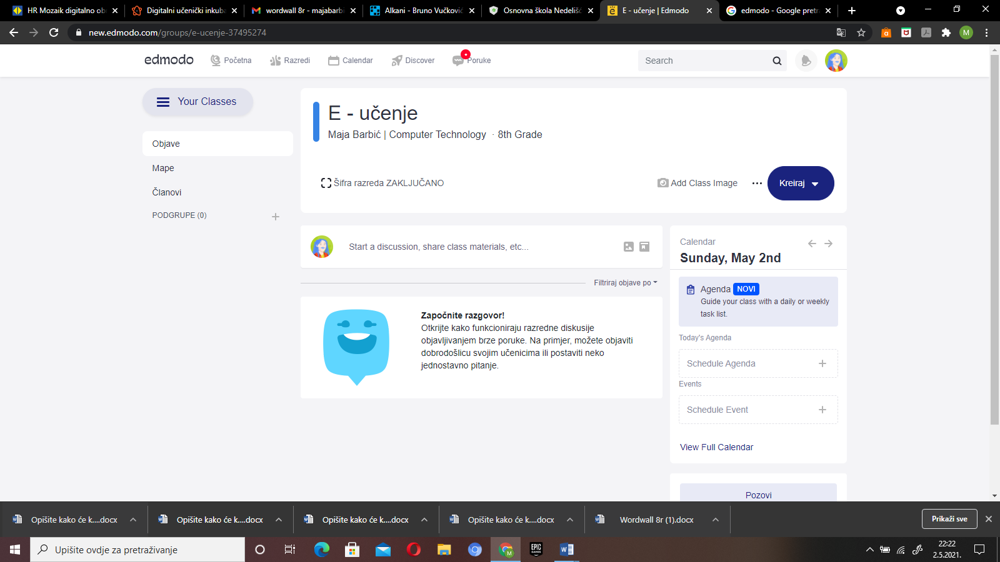 HR Mozaik digitalno ob
Digitalni učenički inkuba
wordwall 8r - majabarbi
Alkani - Bruno Vučković
Osnovna škola Nedelišć
E - učenje | Edmodo
edmodo - Google pretr
new.edmodo.com/groups/e-ucenje-37495274
M
edmodo
Početna
Razredi
Calendar
Discover
Poruke
Search
Your Classes
Objave
Mape
Članovi
PODGRUPE (0)
E - učenje
Maja Barbić | Computer Technology · 8th Grade
Šifra razreda ZAKLJUČANO
Add Class Image
Kreiraj
Start a discussion, share class materials, etc...
Filtriraj objave po
Započnite razgovor!
Otkrijte kako funkcioniraju razredne diskusije
objavljivanjem brze poruke. Na primjer, možete objaviti
dobrodošlicu svojim učenicima ili postaviti neko
jednostavno pitanje.
Calendar
Sunday, May 2nd
Agenda NOVI
Guide your class with a daily or weekly
task list.
Today's Agenda
Schedule Agenda
Events
Schedule Event
View Full Calendar
Pozovi
Opišite kako će k....docx
Opišite kako će k....docx
Opišite kako će k....docx
Opišite kako će k....docx
Wordwall 8r (1).docx
Prikaži sve
Upišite ovdje za pretraživanje
M
EPIC
GAMES
22:22
2.5.2021.